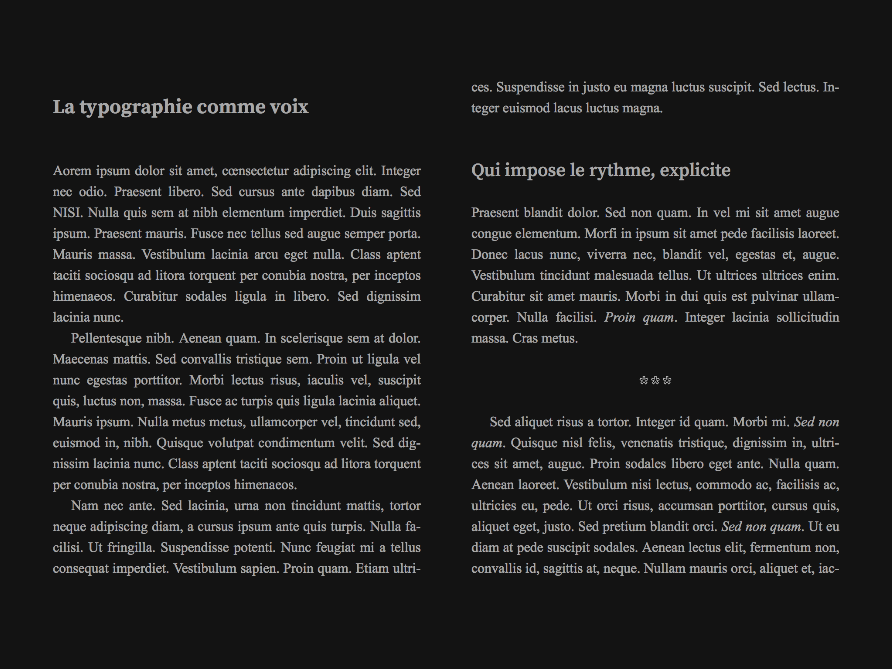 La typographie comme voix
Aorem ipsum dolor sit amet, cœnsectetur adipiscing elit. Integer
nec odio. Praesent libero. Sed cursus ante dapibus diam. Sed
NISI. Nulla quis sem at nibh elementum imperdiet. Duis sagittis
ipsum. Praesent mauris. Fusce nec tellus sed augue semper porta.
Mauris massa. Vestibulum lacinia arcu eget nulla. Class aptent
taciti sociosqu ad litora torquent per conubia nostra, per inceptos
himenaeos. Curabitur sodales ligula in libero. Sed dignissim
lacinia nunc.
Pellentesque nibh. Aenean quam. In scelerisque sem at dolor.
Maecenas mattis. Sed convallis tristique sem. Proin ut ligula vel
nunc egestas porttitor. Morbi lectus risus, iaculis vel, suscipit
quis, luctus non, massa. Fusce ac turpis quis ligula lacinia aliquet.
Mauris ipsum. Nulla metus metus, ullamcorper vel, tincidunt sed,
euismod in, nibh. Quisque volutpat condimentum velit. Sed dig-
nissim lacinia nunc. Class aptent taciti sociosqu ad litora torquent
per conubia nostra, per inceptos himenaeos.
Nam nec ante. Sed lacinia, urna non tincidunt mattis, tortor
neque adipiscing diam, a cursus ipsum ante quis turpis. Nulla fa-
cilisi. Ut fringilla. Suspendisse potenti. Nunc feugiat mi a tellus
consequat imperdiet. Vestibulum sapien. Proin quam. Etiam ultri-
ces. Suspendisse in justo eu magna luctus suscipit. Sed lectus. In-
teger euismod lacus luctus magna.
Qui impose le rythme, explicite
Praesent blandit dolor. Sed non quam. In vel mi sit amet augue
congue elementum. Morfi in ipsum sit amet pede facilisis laoreet.
Donec lacus nunc, viverra nec, blandit vel, egestas et, augue.
Vestibulum tincidunt malesuada tellus. Ut ultrices ultrices enim.
Curabitur sit amet mauris. Morbi in dui quis est pulvinar ullam-
corper. Nulla facilisi. Proin quam. Integer lacinia sollicitudin
massa. Cras metus.
Sed aliquet risus a tortor. Integer id quam. Morbi mi. Sed non
quam. Quisque nisl felis, venenatis tristique, dignissim in, ultri-
ces sit amet, augue. Proin sodales libero eget ante. Nulla quam.
Aenean laoreet. Vestibulum nisi lectus, commodo ac, facilisis ac,
ultricies eu, pede. Ut orci risus, accumsan porttitor, cursus quis,
aliquet eget, justo. Sed pretium blandit orci. Sed non quam. Ut eu
diam at pede suscipit sodales. Aenean lectus elit, fermentum non,
convallis id, sagittis at, neque. Nullam mauris orci, aliquet et, iac-